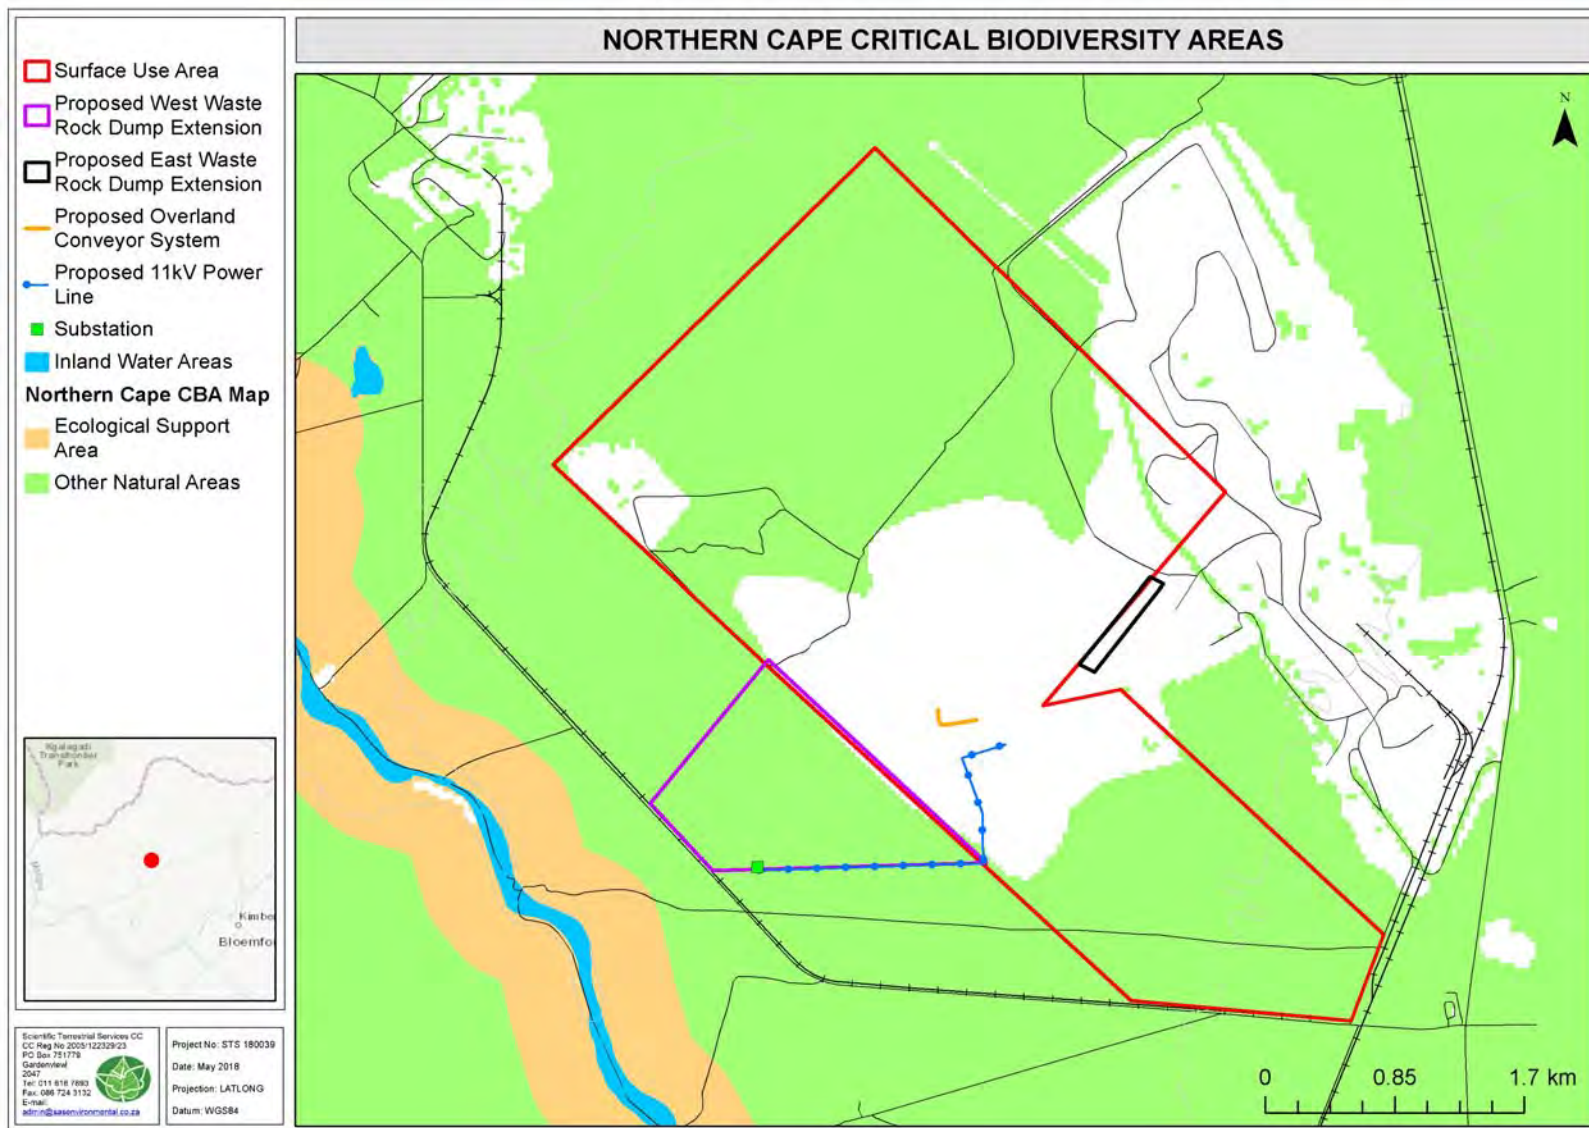 NORTHERN CAPE CRITICAL BIODIVERSITY AREAS
Surface Use Area
Proposed West Waste
Rock Dump Extension
Proposed East Waste
Rock Dump Extension
Proposed Overland
Conveyor System
Proposed 11kV Power
Line
Substation
Inland Water Areas
Northern Cape CBA Map
Ecological Support
Area
Other Natural Areas
N
Kgalagadi
Transfrontier
Park
Kimber
Bloemfo
Scientific Terrestrial Services CC
CC Reg No 2005/122329/23
PO Box 751779
Gardenview
2047
Tel: 011 616 7893
Fax: 086 724 3132
E-mail:
admin@sasenvironmental.co.za
Project No: STS 180039
Date: May 2018
Projection: LATLONG
Datum: WGS84
0 0.85 1.7 km